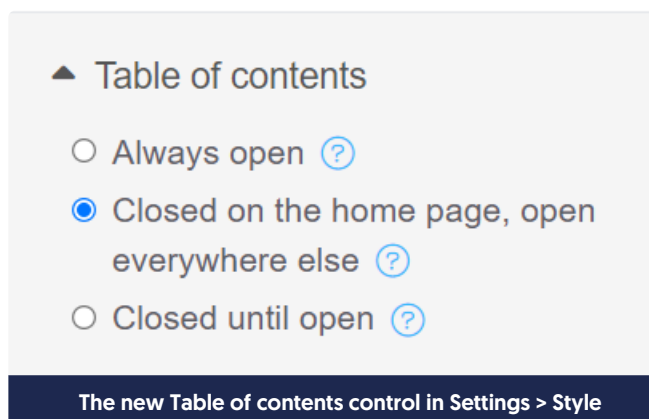 Table of contents
Always open
Closed on the home page, open
everywhere else
Closed until open
The new Table of contents control in Settings > Style